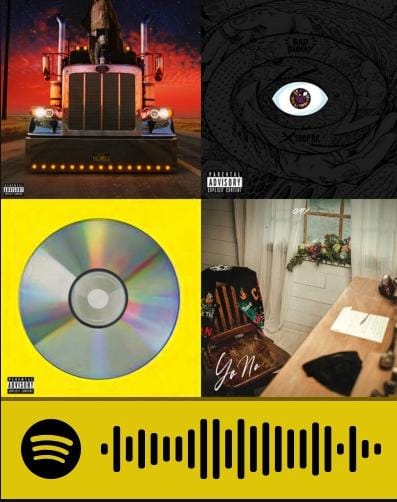 BAD
BUNNY
X100PRE
PARENTAL
ADVISORY
EXPLICIT CONTENT
PARENTAL
ADVISORY
EXPLICIT CONTENT
PARENTAL
ADVISORY
EXPLICIT CONTENT
Yo No